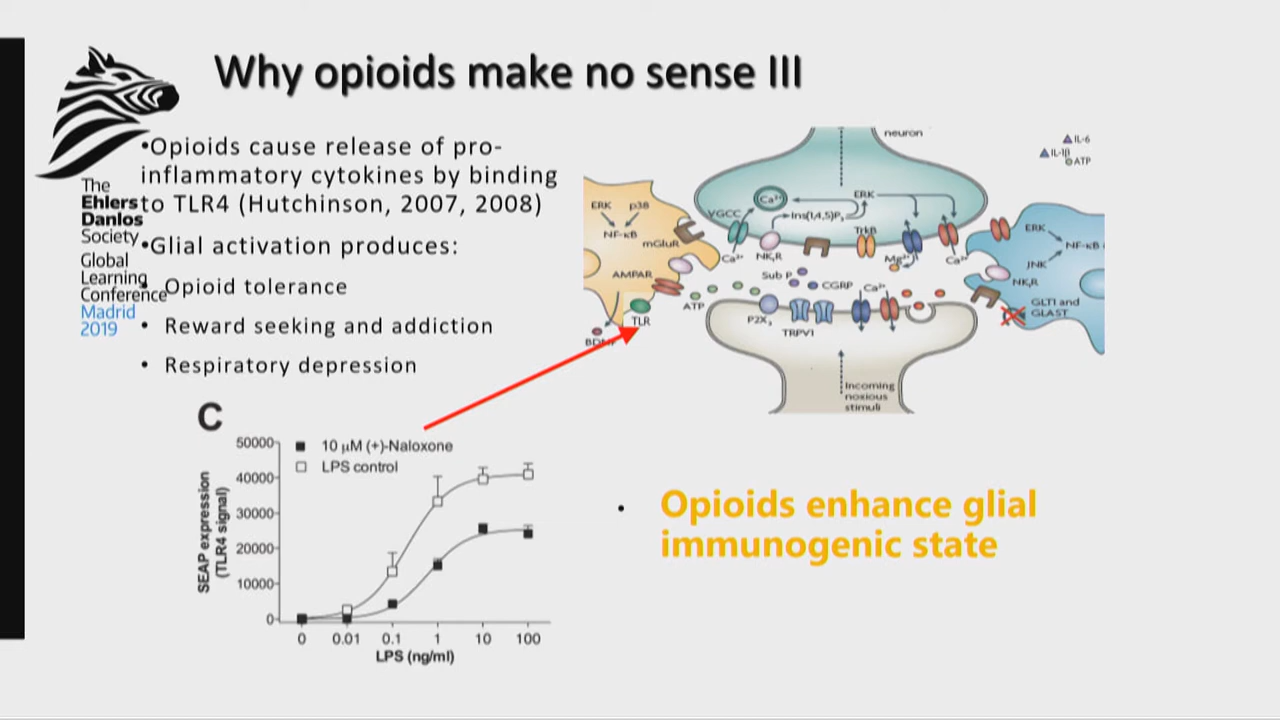 Why opioids make no sense III
•Opioids cause release of pro-
inflammatory cytokines by binding
to TLR4 (Hutchinson, 2007, 2008)
•Glial activation produces:
Opioid tolerance
• Reward seeking and addiction
• Respiratory depression
The
Ehlers
Danlos
Society
Global
Learning
Conference
Madrid
2019
neuron
IL-6
IL-1β
ATP
ERK p38
NF-κB
mGluR
AMPAR
TLR
VGCC
Ca²⁺
Ins(1,4,5)P₃
ERK
TrkB
Ca²⁺
NK₁R
Mg²⁺
Ca²⁺
Sub P
CGRP
Ca²⁺
ATP
P2X₃
TRPV1
ERK
NF-κB
JNK
NK₁R
GLT1 and
GLAST
Incoming
noxious
stimuli
C
10 µM (+)-Naloxone
LPS control
SEAP expression
(TLR4 signal)
50000
40000
30000
20000
10000
0
0 0.01 0.1 1 10 100
LPS (ng/ml)
• Opioids enhance glial
immunogenic state